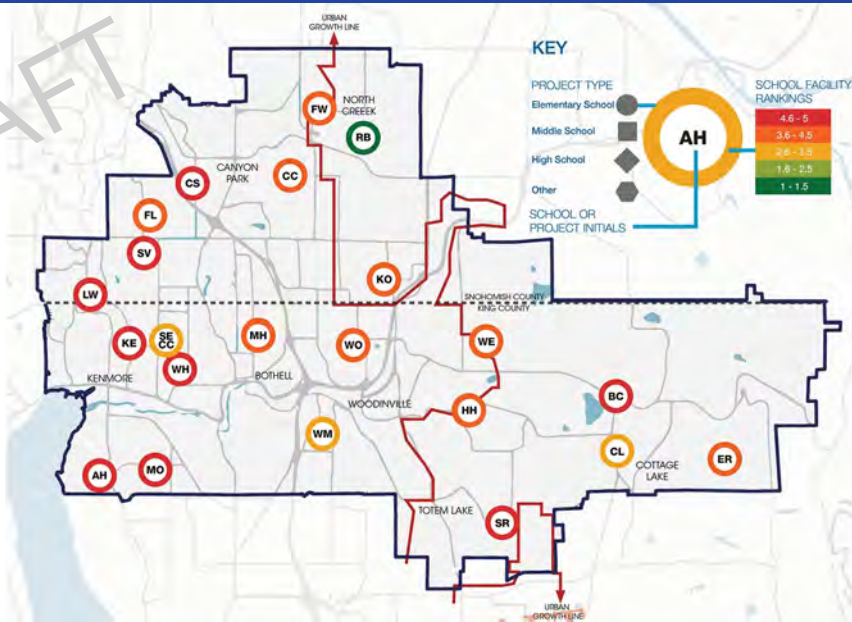 AFT
URBAN
GROWTH LINE
KEY
PROJECT TYPE
Elementary School
Middle School
High School
Other
AH
SCHOOL FACILITY
RANKINGS
4.6 - 5
3.6 - 4.5
2.6 - 3.5
1.6 - 2.5
1 - 1.5
SCHOOL OR
PROJECT INITIALS
FW
NORTH
CREEEK
RB
CANYON
PARK
CS
CC
FL
SV
KO
LW
SNOHOMISH COUNTY
KING COUNTY
KE
SE
CC
MH
WO
WE
WH
KENMORE
BOTHELL
WOODINVILLE
BC
HH
WM
CL
COTTAGE
LAKE
ER
AH
MO
TOTEM LAKE
SR
URBAN
GROWTH LINE